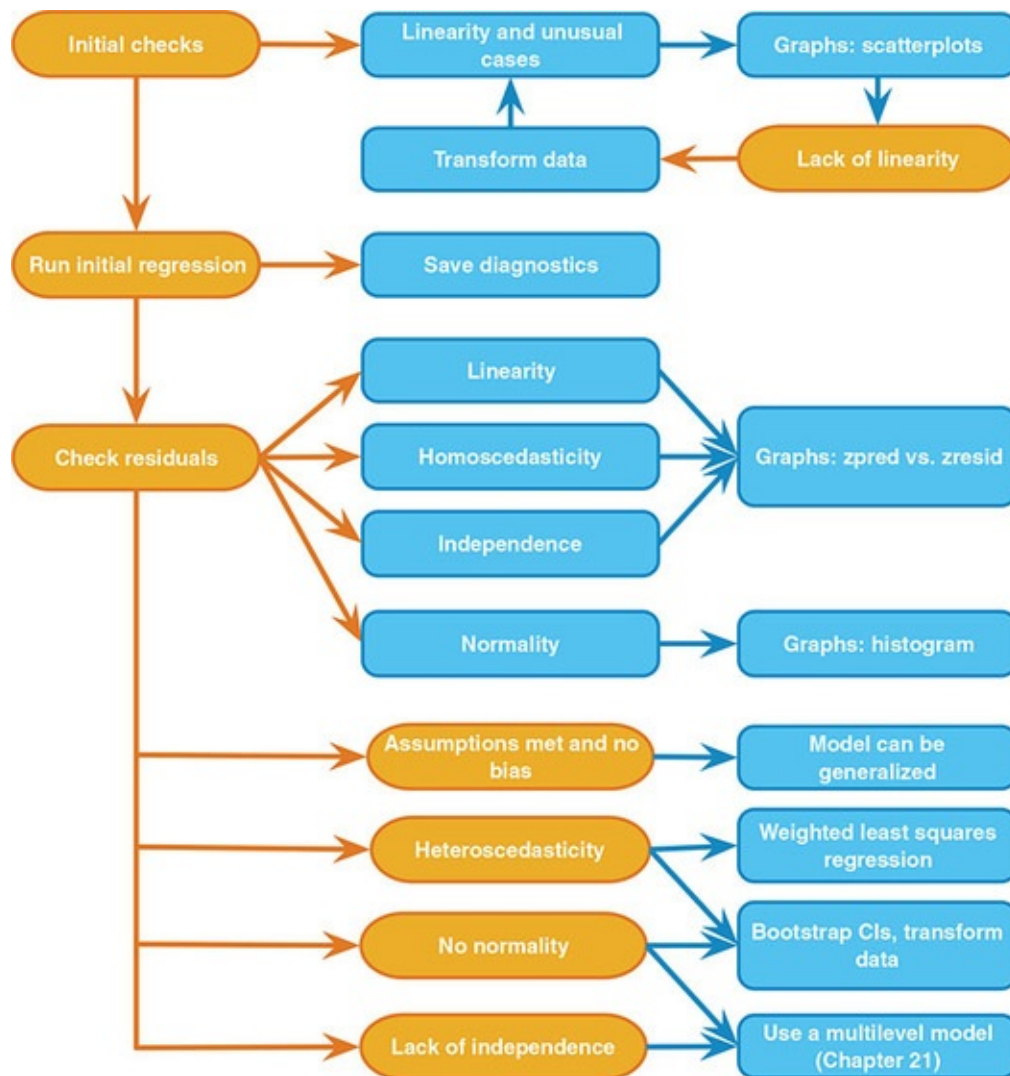 Initial checks
Linearity and unusual
cases
Graphs: scatterplots
Transform data
Lack of linearity
Run initial regression
Save diagnostics
Linearity
Check residuals
Homoscedasticity
Graphs: zpred vs. zresid
Independence
Normality
Graphs: histogram
Assumptions met and no
bias
Model can be
generalized
Heteroscedasticity
Weighted least squares
regression
No normality
Bootstrap CIs, transform
data
Lack of independence
Use a multilevel model
(Chapter 21)